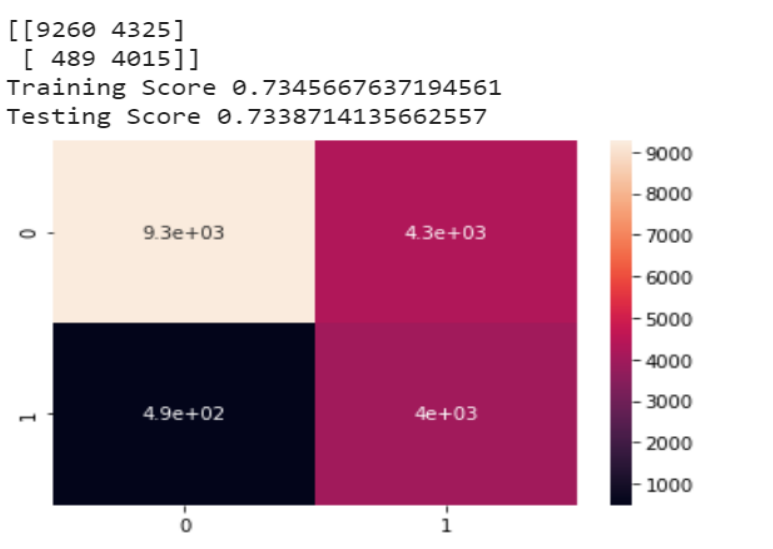 [[9260 4325]
[ 489 4015]]
Training Score 0.7345667637194561
Testing Score 0.7338714135662557
9000
8000
0 9.3e+03 4.3e+03
7000
6000
5000
4000
1 4.9e+02 4e+03
3000
2000
1000
0 1